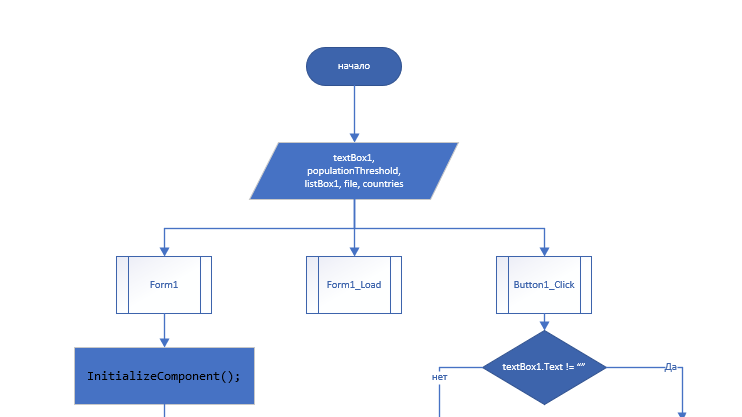 начало
textBox1,
populationThreshold,
listBox1, file, countries
Form1
Form1_Load
Button1_Click
InitializeComponent();
textBox1.Text != “”
нет
Да